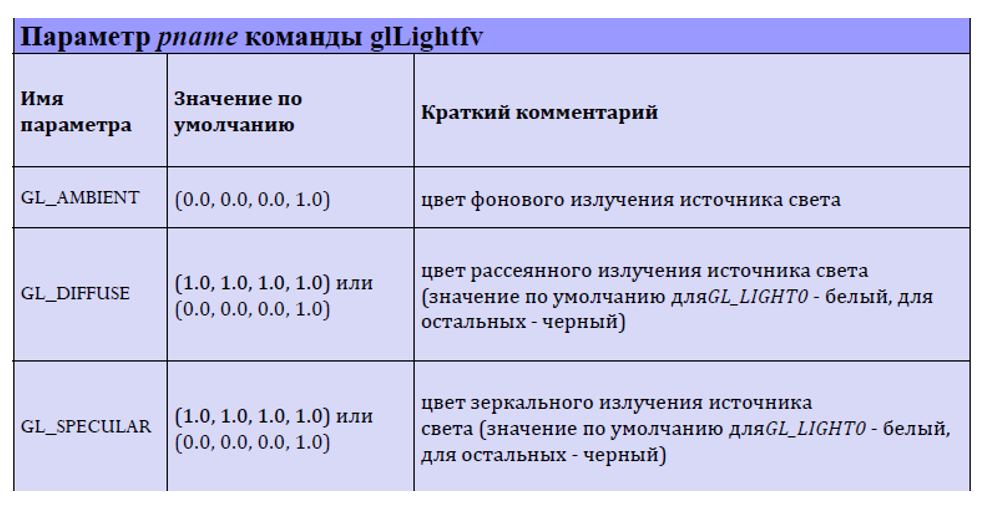 Параметр pname команды glLightfv
Имя
параметра
Значение по
умолчанию
Краткий комментарий
GL_AMBIENT
(0.0, 0.0, 0.0, 1.0)
цвет фонового излучения источника света
GL_DIFFUSE
(1.0, 1.0, 1.0, 1.0) или
(0.0, 0.0, 0.0, 1.0)
цвет рассеянного излучения источника света
(значение по умолчанию дляGL_LIGHT0 - белый, для
остальных - черный)
GL_SPECULAR
(1.0, 1.0, 1.0, 1.0) или
(0.0, 0.0, 0.0, 1.0)
цвет зеркального излучения источника
света (значение по умолчанию дляGL_LIGHT0 - белый,
для остальных - черный)